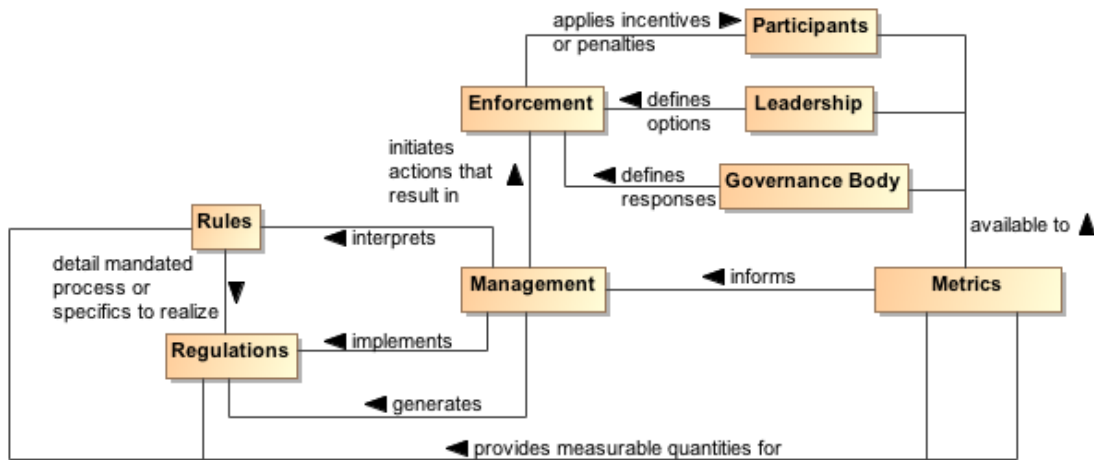 applies incentives
or penalties
Participants
Enforcement
defines
options
Leadership
initiates
actions that
result in
defines
responses
Governance Body
Rules
interprets
available to
detail mandated
process or
specifics to realize
Management
informs
Metrics
Regulations
implements
generates
provides measurable quantities for